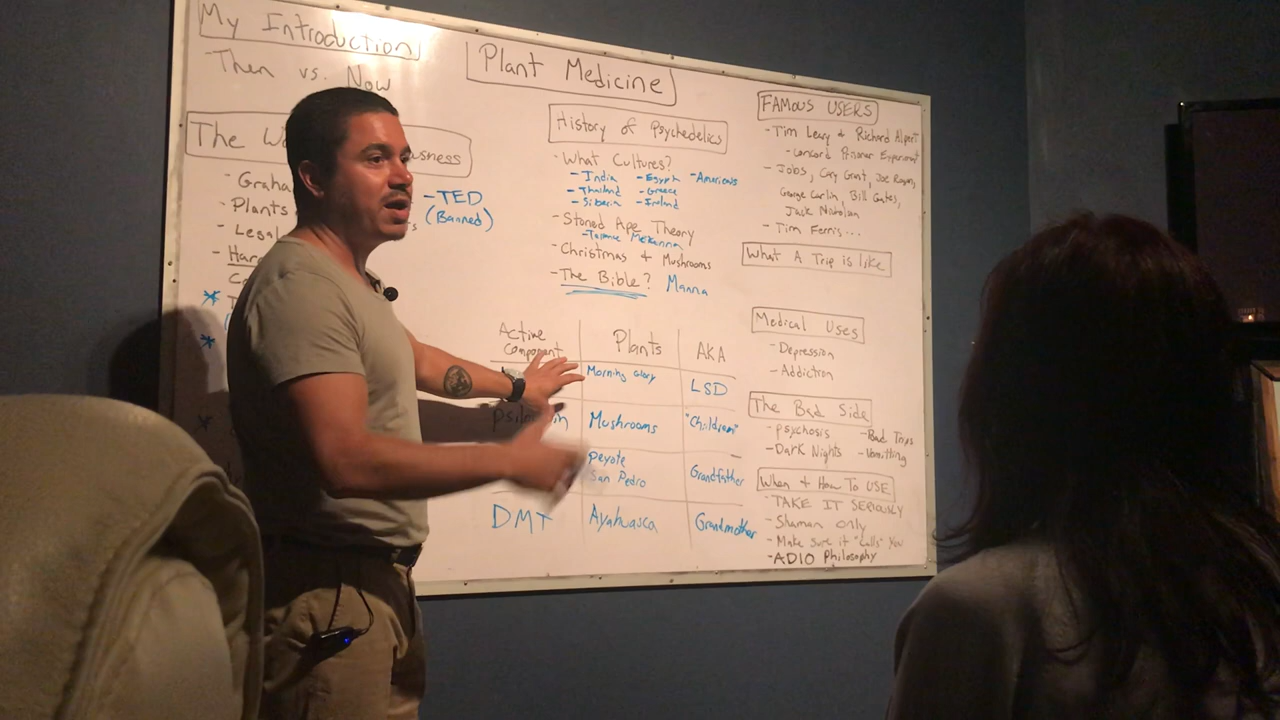 My Introduction
-Then vs. Now
The W
usness
- Graha
- Plants
- Legal
- TED
(Banned)
Plant Medicine
History of Psychedelics
- What Cultures?
- India - Egypt - Americas
- Thailand - Greece
- Siberia - Ireland
- Stoned Ape Theory
- Terence McKenna
- Christmas & Mushrooms
- The Bible? Manna
Active Component Plants AKA
Morning Glory LSD
Mushrooms "Children"
Peyote
San Pedro Grandfather
DMT Ayahuasca Grandmother
FAMOUS USERS
- Tim Leary & Richard Alpert
- Concord Prisoner Experiment
- Jobs, Cary Grant, Joe Rogan,
George Carlin, Bill Gates,
Jack Nicholson
- Tim Ferris...
What A Trip is like
Medical Uses
- Depression
- Addiction
The Bad Side
- psychosis - Bad Trips
- Dark Nights - Vomitting
When & How To USE
- TAKE IT SERIOUSLY
- Shaman only
- Make sure it "calls" you
- ADIO Philosophy